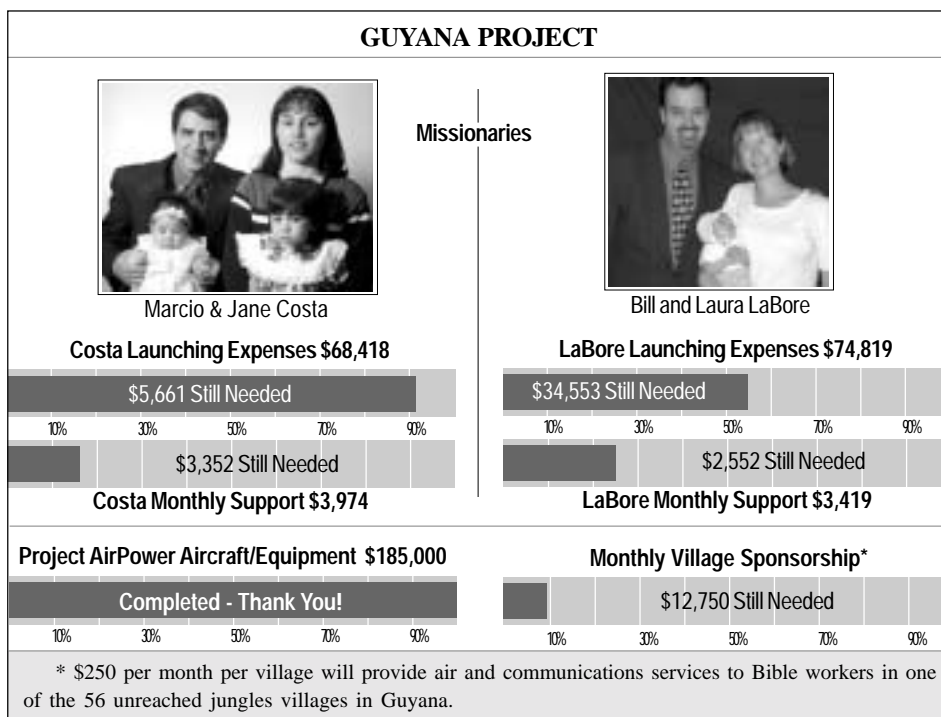 GUYANA PROJECT
Missionaries
Marcio & Jane Costa
Costa Launching Expenses $68,418
$5,661 Still Needed
10% 30% 50% 70% 90%
$3,352 Still Needed
Costa Monthly Support $3,974
Bill and Laura LaBore
LaBore Launching Expenses $74,819
$34,553 Still Needed
10% 30% 50% 70% 90%
$2,552 Still Needed
LaBore Monthly Support $3,419
Project AirPower Aircraft/Equipment $185,000
Completed - Thank You!
10% 30% 50% 70% 90%
Monthly Village Sponsorship*
$12,750 Still Needed
10% 30% 50% 70% 90%
* $250 per month per village will provide air and communications services to Bible workers in one
of the 56 unreached jungles villages in Guyana.